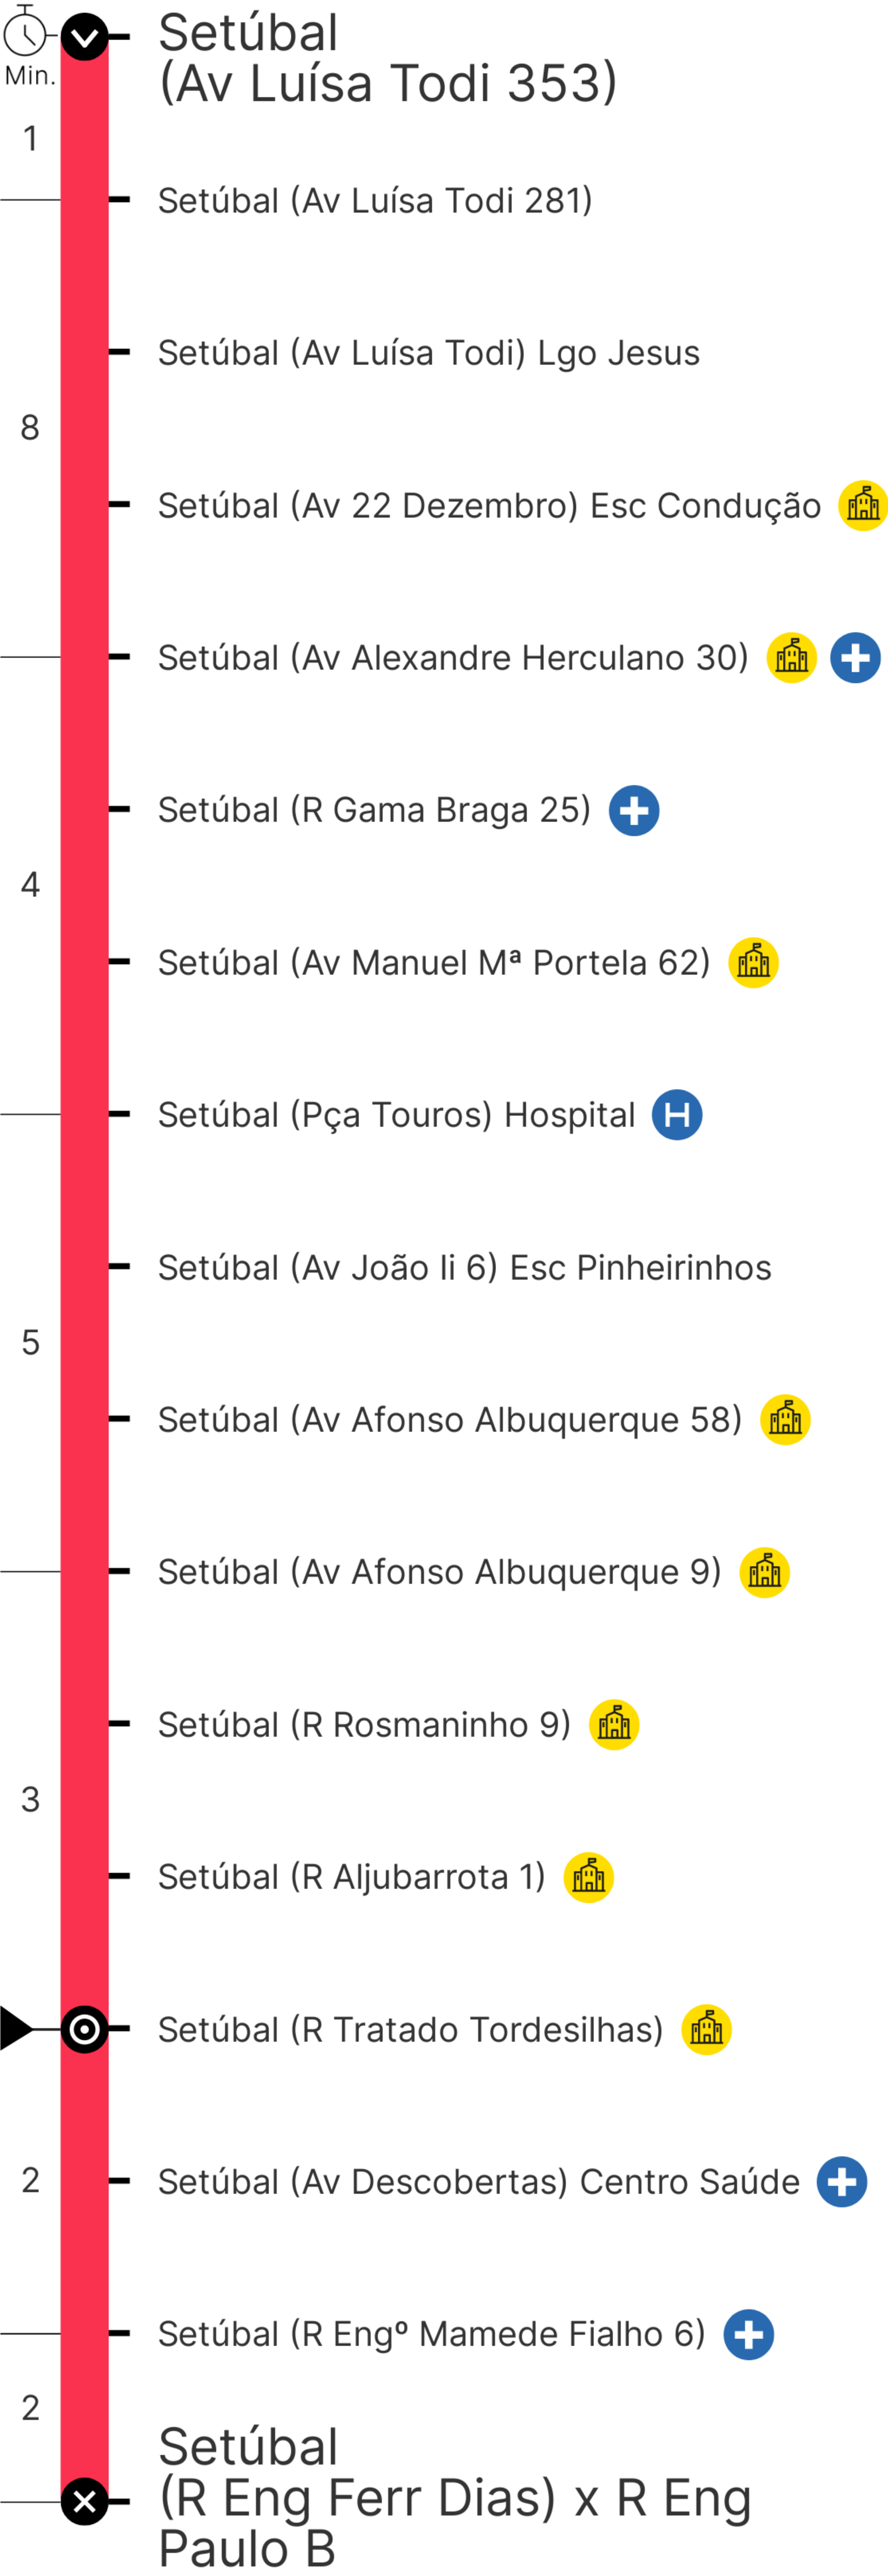 Setúbal
(Av Luísa Todi 353)
Min.
1
Setúbal (Av Luísa Todi 281)
Setúbal (Av Luísa Todi) Lgo Jesus
8
Setúbal (Av 22 Dezembro) Esc Condução
Setúbal (Av Alexandre Herculano 30)
Setúbal (R Gama Braga 25)
4
Setúbal (Av Manuel Mª Portela 62)
Setúbal (Pça Touros) Hospital H
Setúbal (Av João Ii 6) Esc Pinheirinhos
5
Setúbal (Av Afonso Albuquerque 58)
Setúbal (Av Afonso Albuquerque 9)
Setúbal (R Rosmaninho 9)
3
Setúbal (R Aljubarrota 1)
Setúbal (R Tratado Tordesilhas)
2
Setúbal (Av Descobertas) Centro Saúde
Setúbal (R Engº Mamede Fialho 6)
2
Setúbal
(R Eng Ferr Dias) x R Eng
Paulo B